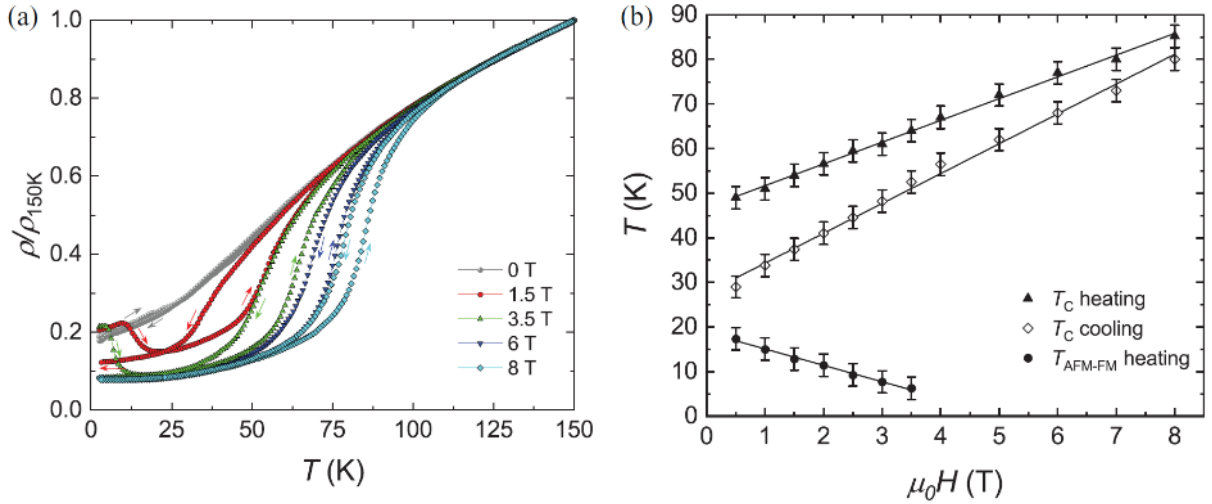 (a)
1.0
0.8
0.6
0.4
0.2
0.0
ρ/ρ150K
0 T
1.5 T
3.5 T
6 T
8 T
0 25 50 75 100 125 150
T (K)
(b)
90
80
70
60
50
40
30
20
10
0
T (K)
TC heating
TC cooling
TAFM-FM heating
0 1 2 3 4 5 6 7 8
μ0H (T)